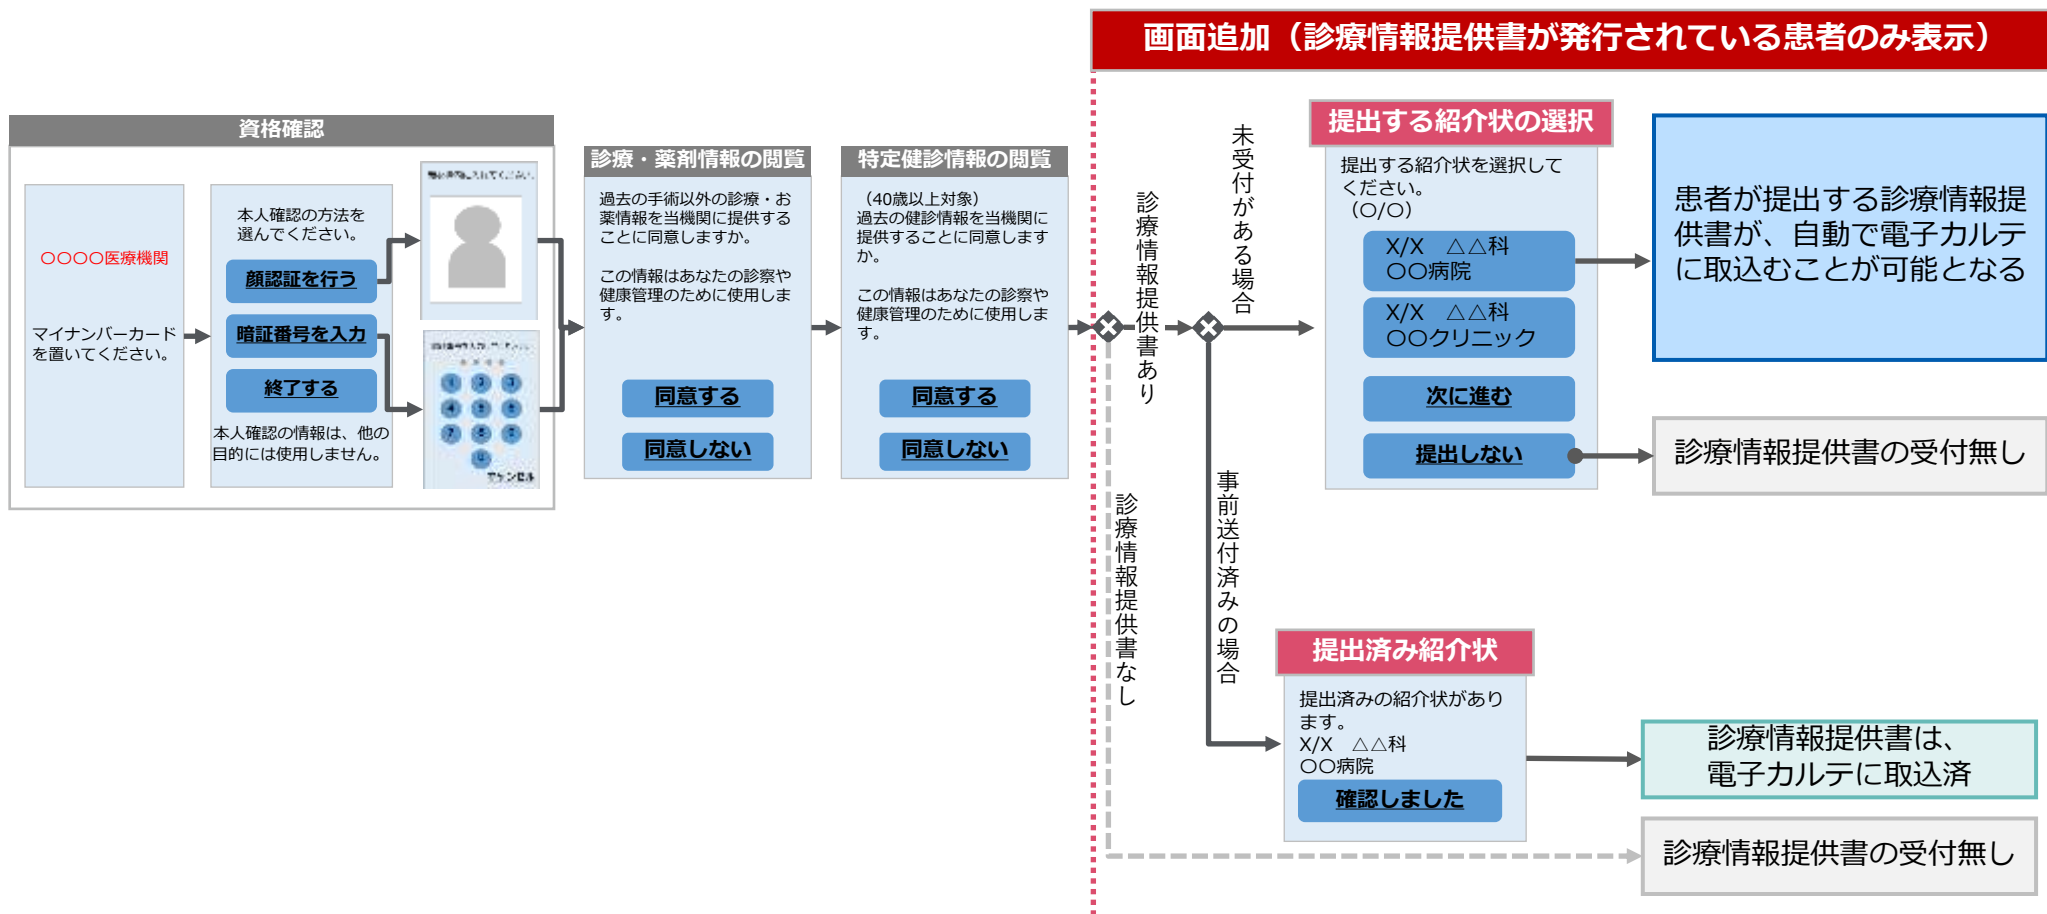 画面追加（診療情報提供書が発行されている患者のみ表示）
資格確認
〇〇〇〇医療機関
マイナンバーカード
を置いてください。
本人確認の方法を
選んでください。
顔認証を行う
暗証番号を入力
終了する
本人確認の情報は、他の
目的には使用しません。
キャンセル
診療・薬剤情報の閲覧
過去の手術以外の診療・お
薬情報を当機関に提供する
ことに同意しますか。
この情報はあなたの診察や
健康管理のために使用しま
す。
同意する
同意しない
特定健診情報の閲覧
（40歳以上対象）
過去の健診情報を当機関に
提供することに同意します
か。
この情報はあなたの診察や
健康管理のために使用しま
す。
同意する
同意しない
診療情報提供書あり
診療情報提供書なし
未受付がある場合
事前送付済みの場合
提出する紹介状の選択
提出する紹介状を選択して
ください。
（O/O）
X/X　△△科
〇〇病院
X/X　△△科
〇〇クリニック
次に進む
提出しない
患者が提出する診療情報提
供書が、自動で電子カルテ
に取込むことが可能となる
診療情報提供書の受付無し
提出済み紹介状
提出済みの紹介状があり
ます。
X/X　△△科
〇〇病院
確認しました
診療情報提供書は、
電子カルテに取込済
診療情報提供書の受付無し